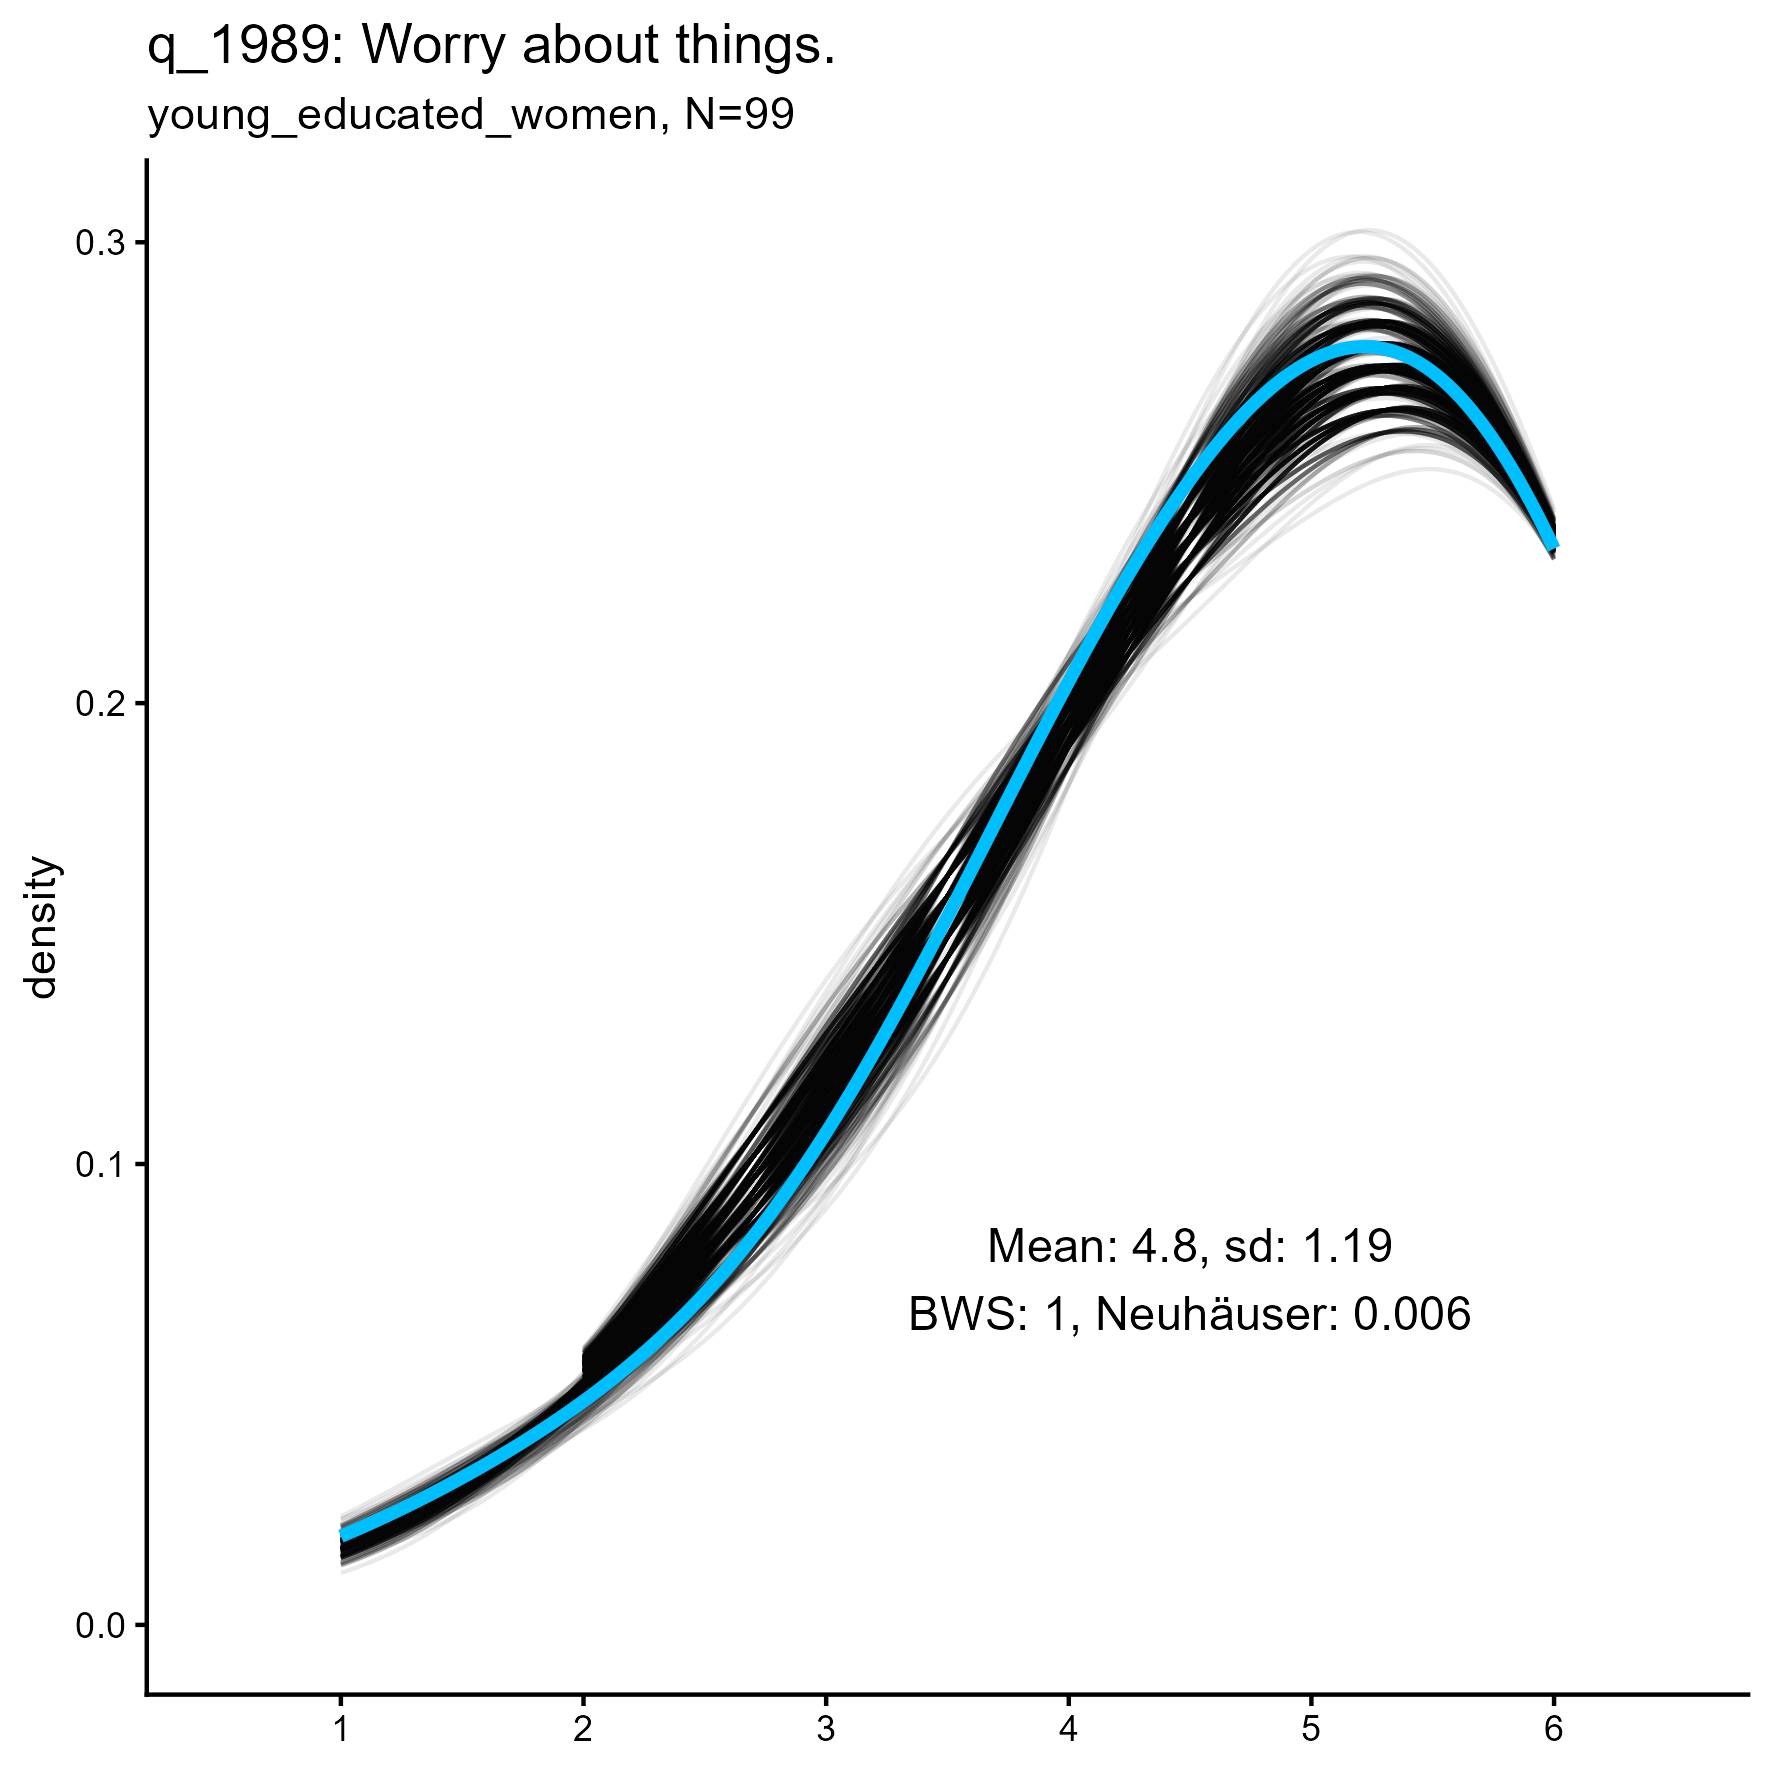 q_1989: Worry about things.
young_educated_women, N=99
0.3
0.2
0.1
0.0
density
Mean: 4.8, sd: 1.19
BWS: 1, Neuhäuser: 0.006
1 2 3 4 5 6